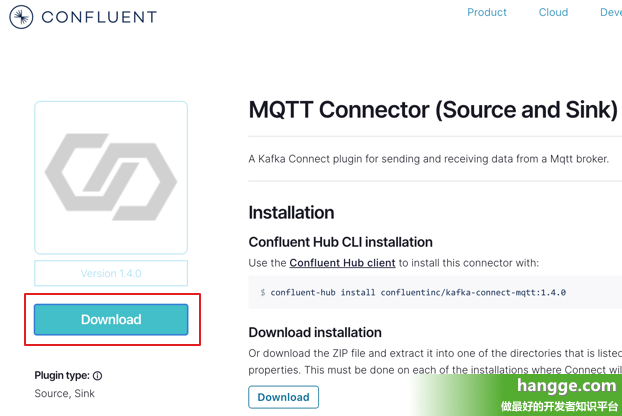 CONFLUENT
Product Cloud
MQTT Connector (Source and Sink)
A Kafka Connect plugin for sending and receiving data from a Mqtt broker.
Version 1.4.0
Download
Plugin type:
Source, Sink
Installation
Confluent Hub CLI installation
Use the Confluent Hub client to install this connector with:
$ confluent-hub install confluentinc/kafka-connect-mqtt:1.4.0
Download installation
Or download the ZIP file and extract it into one of the directories that is listed
properties. This must be done on each of the installations where Connect will
Download
hangge.com
做最好的开发者知识平台